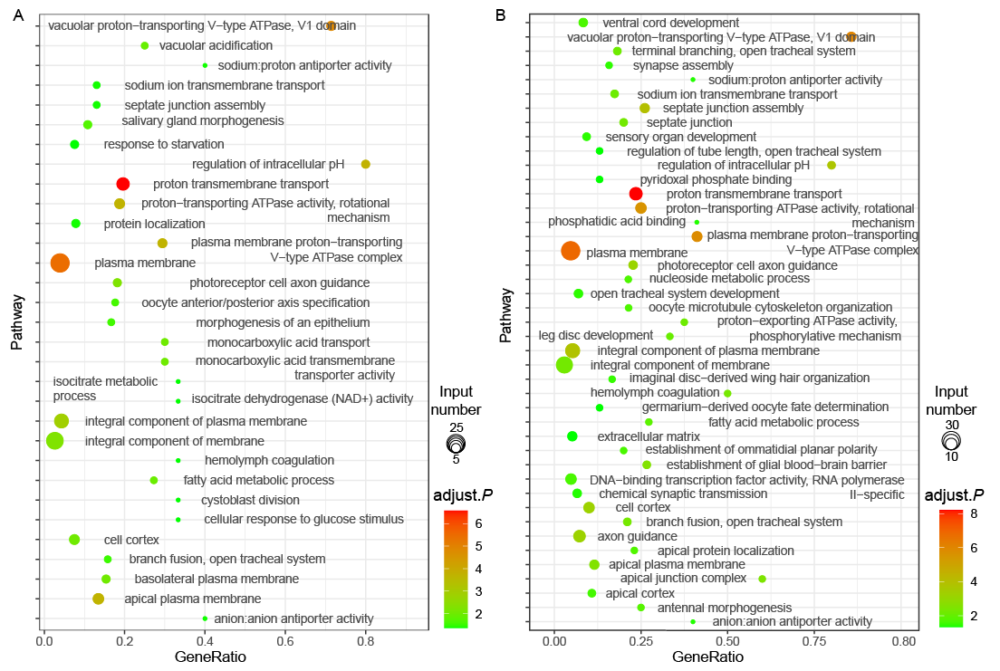 A
vacuolar proton−transporting V−type ATPase, V1 domain
vacuolar acidification
sodium:proton antiporter activity
sodium ion transmembrane transport
septate junction assembly
salivary gland morphogenesis
response to starvation
regulation of intracellular pH
proton transmembrane transport
proton−transporting ATPase activity, rotational
mechanism
protein localization
plasma membrane proton−transporting
V−type ATPase complex
plasma membrane
photoreceptor cell axon guidance
oocyte anterior/posterior axis specification
morphogenesis of an epithelium
monocarboxylic acid transport
monocarboxylic acid transmembrane
transporter activity
isocitrate metabolic
process
isocitrate dehydrogenase (NAD+) activity
integral component of plasma membrane
integral component of membrane
hemolymph coagulation
fatty acid metabolic process
cystoblast division
cellular response to glucose stimulus
cell cortex
branch fusion, open tracheal system
basolateral plasma membrane
apical plasma membrane
anion:anion antiporter activity
Pathway
0.0 0.2 0.4 0.6 0.8
GeneRatio
Input
number
25
5
adjust.P
6
5
4
3
2
B
ventral cord development
vacuolar proton−transporting V−type ATPase, V1 domain
terminal branching, open tracheal system
synapse assembly
sodium:proton antiporter activity
sodium ion transmembrane transport
septate junction assembly
septate junction
sensory organ development
regulation of tube length, open tracheal system
regulation of intracellular pH
pyridoxal phosphate binding
proton transmembrane transport
proton−transporting ATPase activity, rotational
mechanism
phosphatidic acid binding
plasma membrane proton−transporting
V−type ATPase complex
plasma membrane
photoreceptor cell axon guidance
nucleoside metabolic process
open tracheal system development
oocyte microtubule cytoskeleton organization
proton−exporting ATPase activity,
phosphorylative mechanism
leg disc development
integral component of plasma membrane
integral component of membrane
imaginal disc−derived wing hair organization
hemolymph coagulation
germarium−derived oocyte fate determination
fatty acid metabolic process
extracellular matrix
establishment of ommatidial planar polarity
establishment of glial blood−brain barrier
DNA−binding transcription factor activity, RNA polymerase
II−specific
chemical synaptic transmission
cell cortex
branch fusion, open tracheal system
axon guidance
apical protein localization
apical plasma membrane
apical junction complex
apical cortex
antennal morphogenesis
anion:anion antiporter activity
Pathway
0.00 0.25 0.40 0.60 0.80
GeneRatio
Input
number
30
10
adjust.P
8
6
4
2